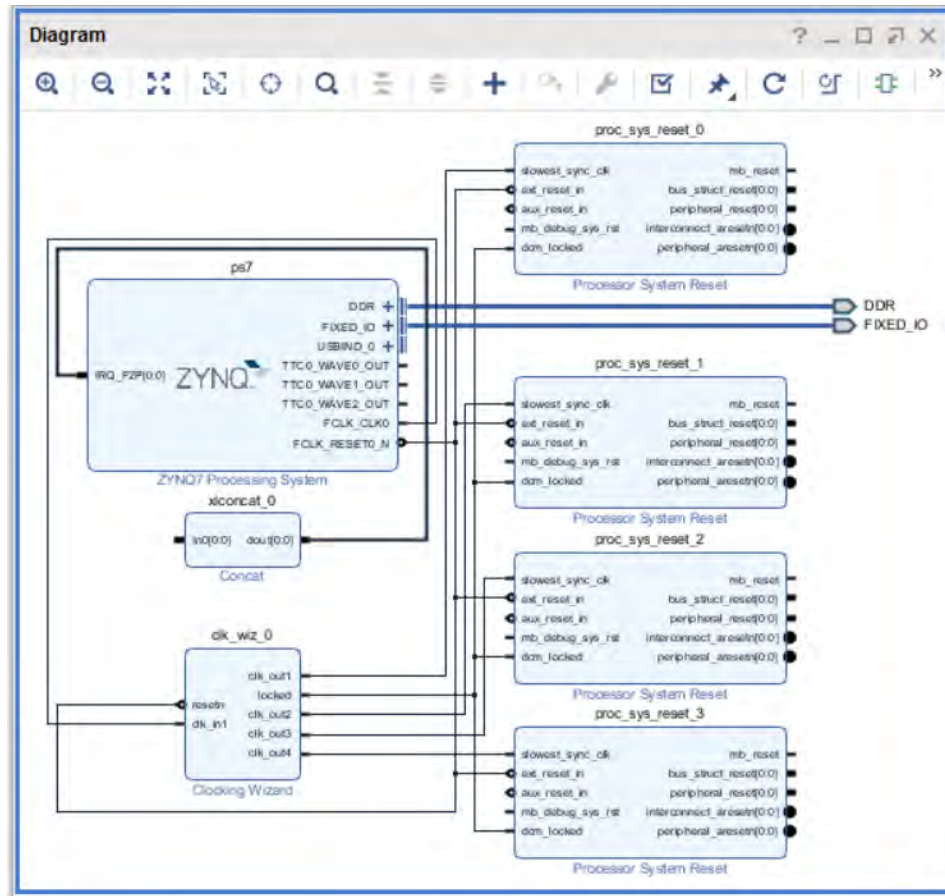 Diagram
proc_sys_reset_0
slowest_sync_clk
ext_reset_in
aux_reset_in
mb_debug_sys_rst
dcm_locked
mb_reset
bus_struct_reset[0:0]
peripheral_reset[0:0]
interconnect_aresetn[0:0]
peripheral_aresetn[0:0]
Processor System Reset
ps7
IRQ_F2P[0:0]
ZYNQ
DDR
FIXED_IO
USBIND_0
TTC0_WAVE0_OUT
TTC0_WAVE1_OUT
TTC0_WAVE2_OUT
FCLK_CLK0
FCLK_RESET0_N
ZYNQ7 Processing System
DDR
FIXED_IO
proc_sys_reset_1
slowest_sync_clk
ext_reset_in
aux_reset_in
mb_debug_sys_rst
dcm_locked
mb_reset
bus_struct_reset[0:0]
peripheral_reset[0:0]
interconnect_aresetn[0:0]
peripheral_aresetn[0:0]
Processor System Reset
xlconcat_0
In0[0:0]
dout[0:0]
Concat
proc_sys_reset_2
slowest_sync_clk
ext_reset_in
aux_reset_in
mb_debug_sys_rst
dcm_locked
mb_reset
bus_struct_reset[0:0]
peripheral_reset[0:0]
interconnect_aresetn[0:0]
peripheral_aresetn[0:0]
Processor System Reset
clk_wiz_0
resetn
clk_in1
clk_out1
locked
clk_out2
clk_out3
clk_out4
Clocking Wizard
proc_sys_reset_3
slowest_sync_clk
ext_reset_in
aux_reset_in
mb_debug_sys_rst
dcm_locked
mb_reset
bus_struct_reset[0:0]
peripheral_reset[0:0]
interconnect_aresetn[0:0]
peripheral_aresetn[0:0]
Processor System Reset